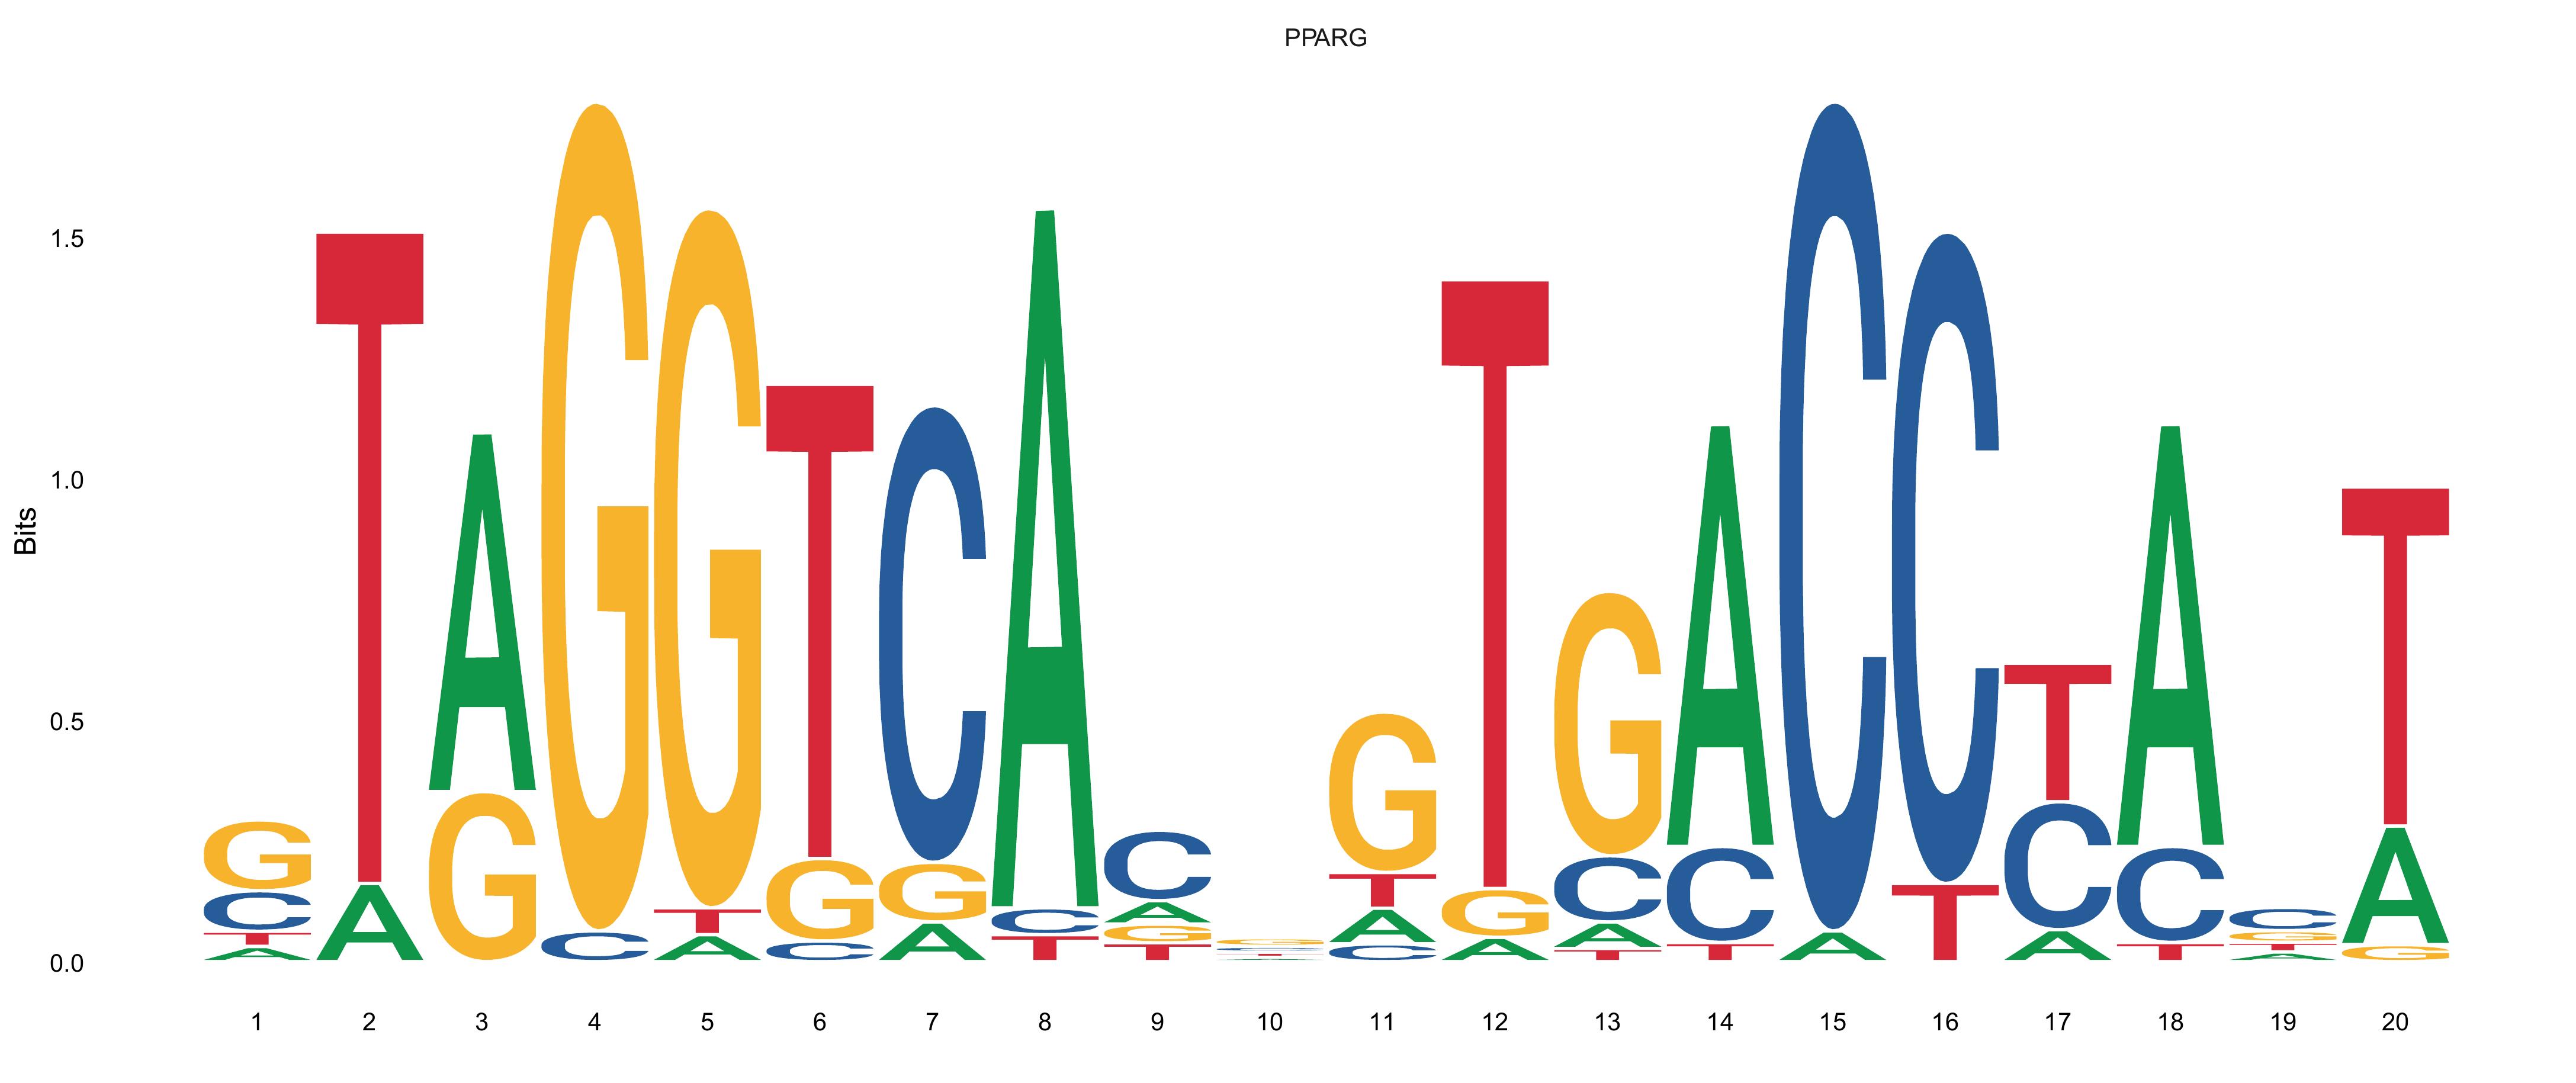 PPARG
Bits
1.5
1.0
0.5
0.0
G T A G G T C A C G G T G A C C T A C T
C A G C T G G C A C T G C C A T C C G A
T A C A A T G T A A A T A T T G
A T C T T A
1 2 3 4 5 6 7 8 9 10 11 12 13 14 15 16 17 18 19 20